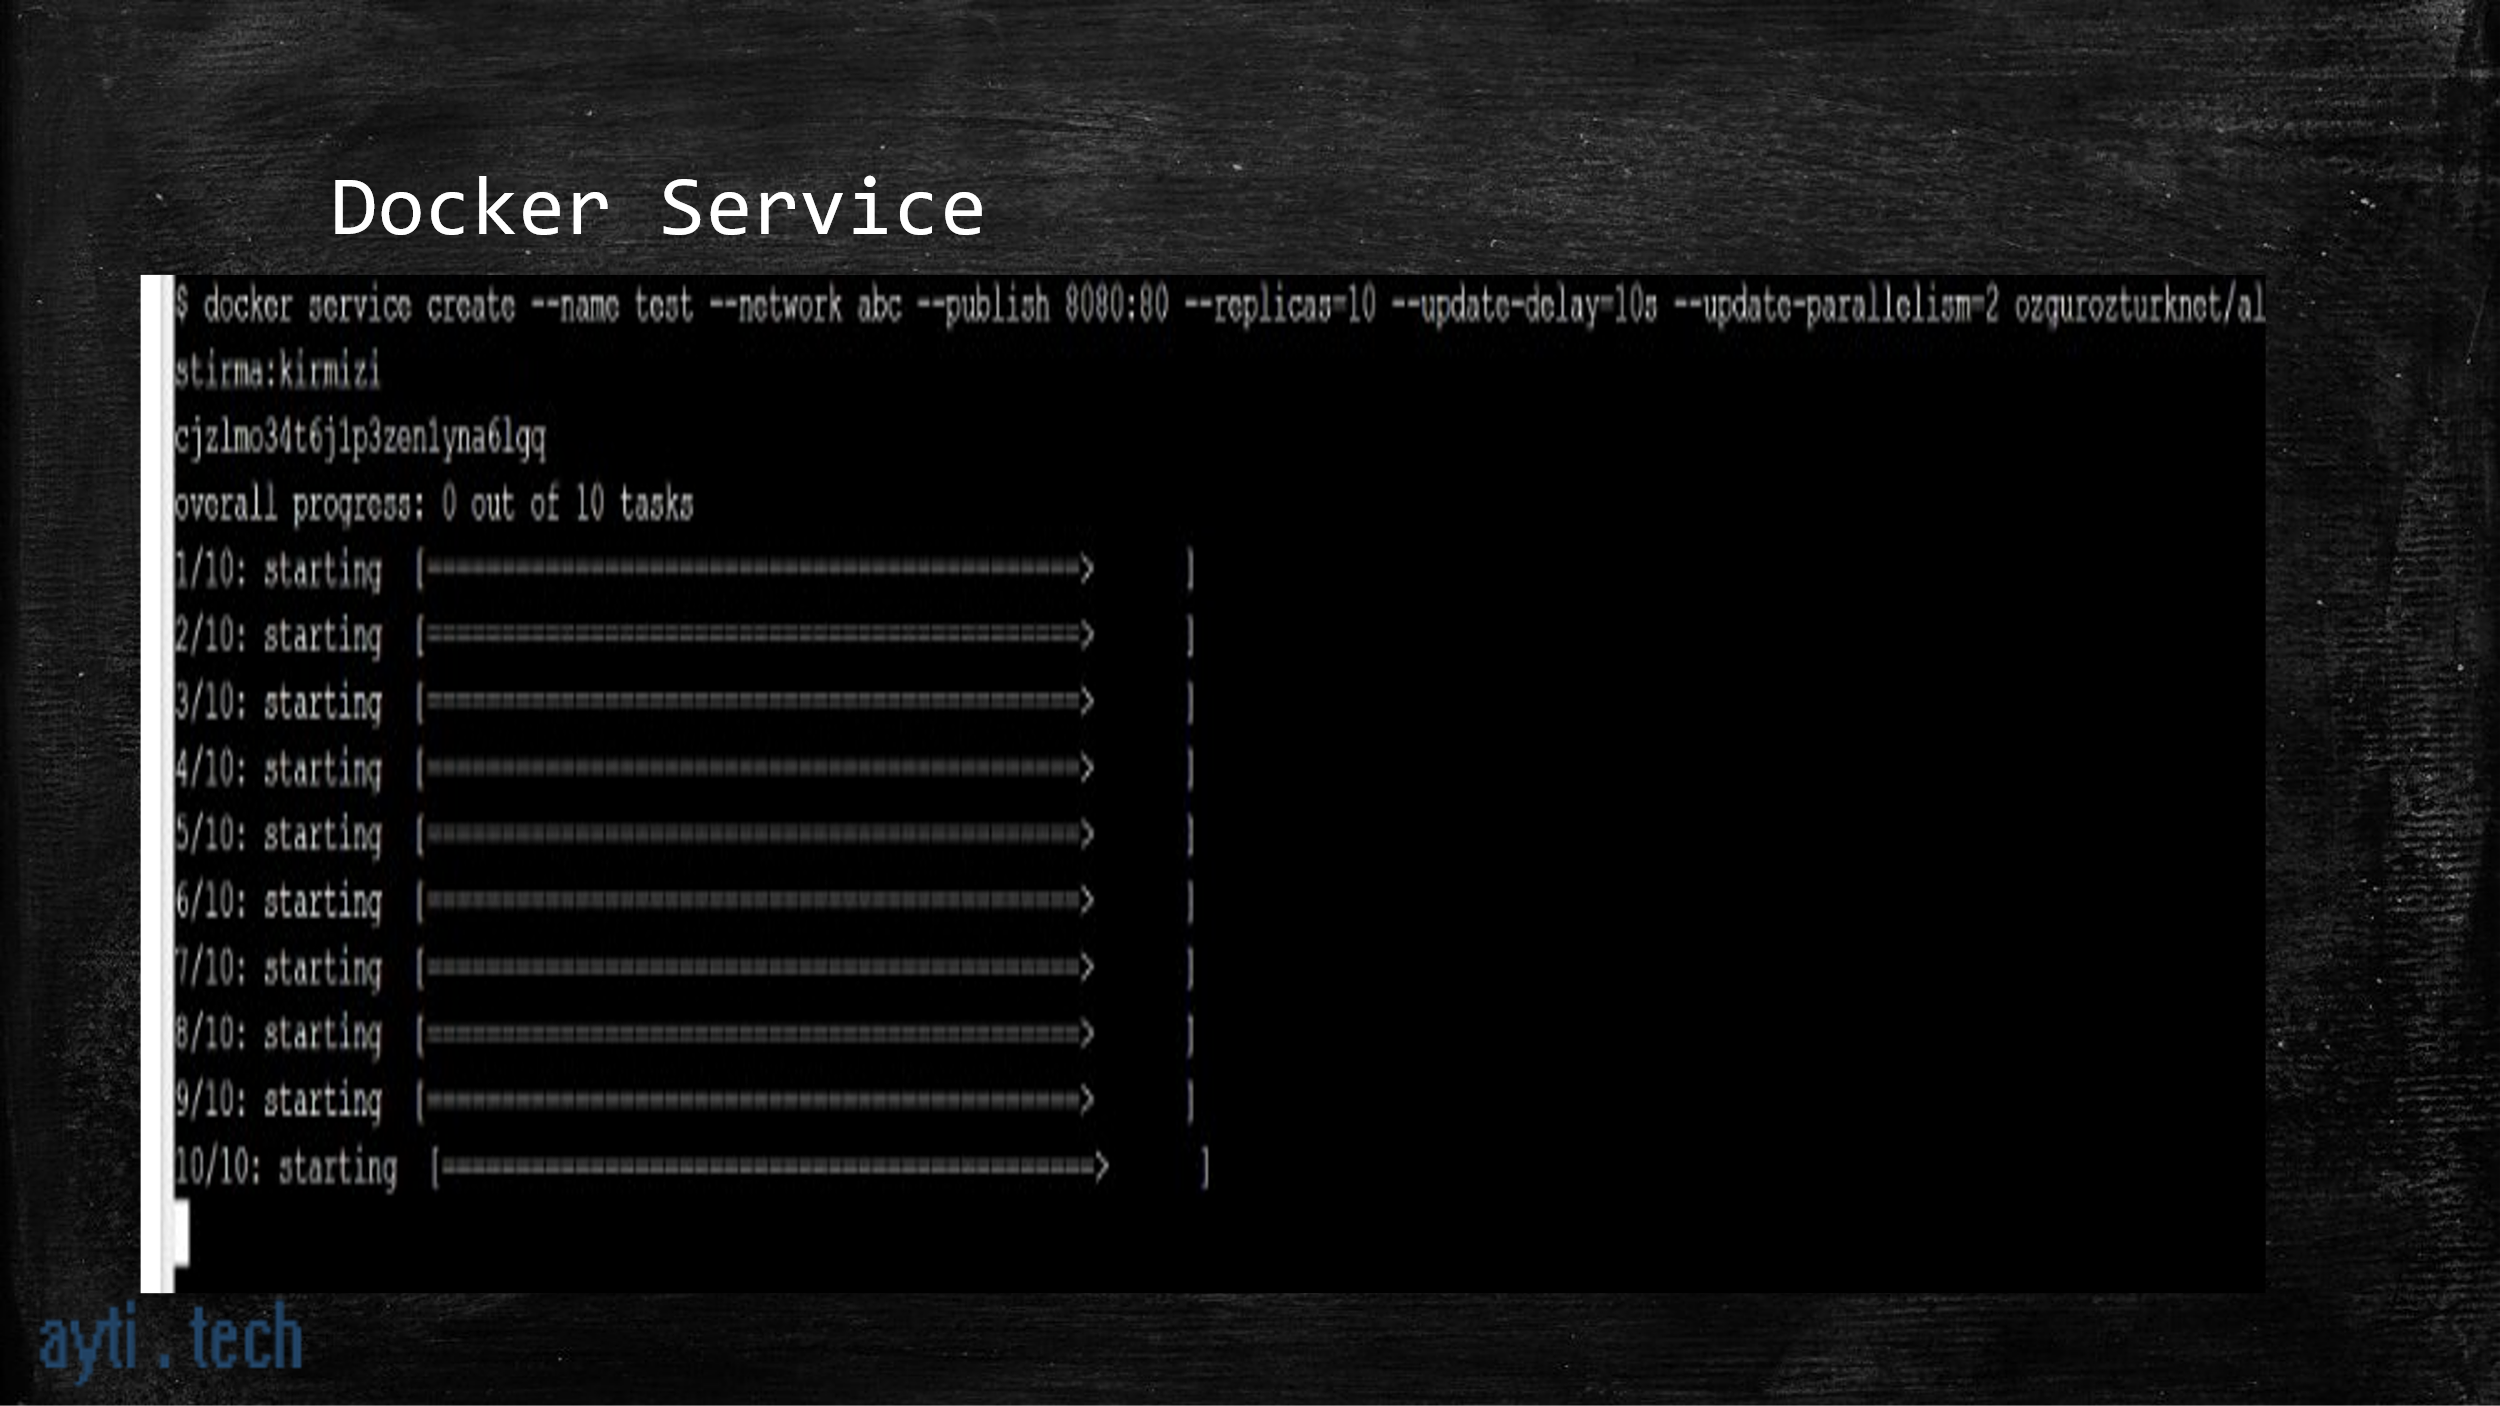 Docker Service
$ docker service create --name test --network abc --publish 8080:80 --replicas=10 --update-delay=10s --update-parallelism=2 ozgurozturknet/al
stirma:kirmizi
cjzlmo34t6j1p3zen1yna6lgq
overall progress: 0 out of 10 tasks
1/10: starting [============================================>      ]
2/10: starting [============================================>      ]
3/10: starting [============================================>      ]
4/10: starting [============================================>      ]
5/10: starting [============================================>      ]
6/10: starting [============================================>      ]
7/10: starting [============================================>      ]
8/10: starting [============================================>      ]
9/10: starting [============================================>      ]
10/10: starting [============================================>      ]
ayti.tech